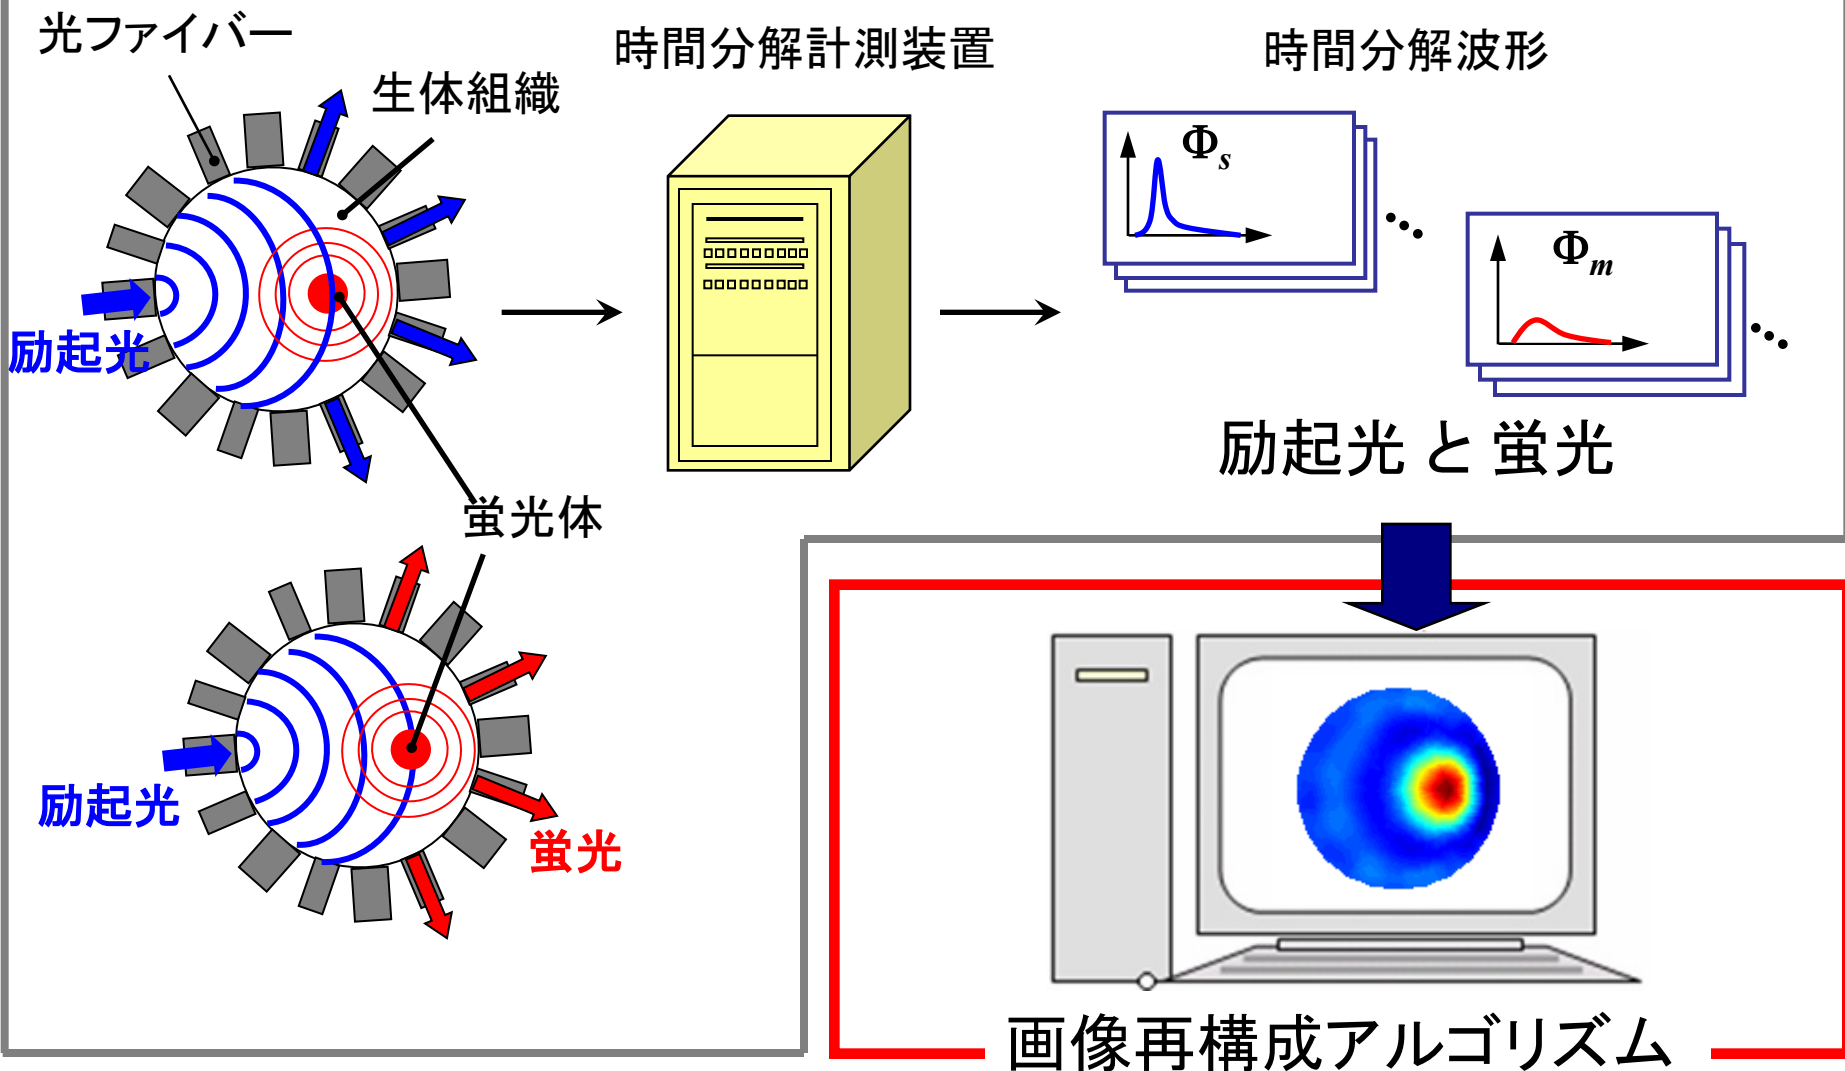 光ファイバー
生体組織
時間分解計測装置
時間分解波形
Φs
Φm
励起光
励起光 と 蛍光
蛍光体
励起光
蛍光
画像再構成アルゴリズム